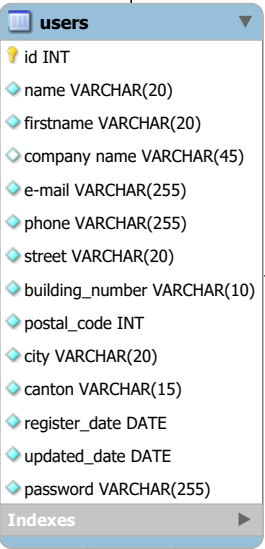 users
id INT
name VARCHAR(20)
firstname VARCHAR(20)
company name VARCHAR(45)
e-mail VARCHAR(255)
phone VARCHAR(255)
street VARCHAR(20)
building_number VARCHAR(10)
postal_code INT
city VARCHAR(20)
canton VARCHAR(15)
register_date DATE
updated_date DATE
password VARCHAR(255)
Indexes